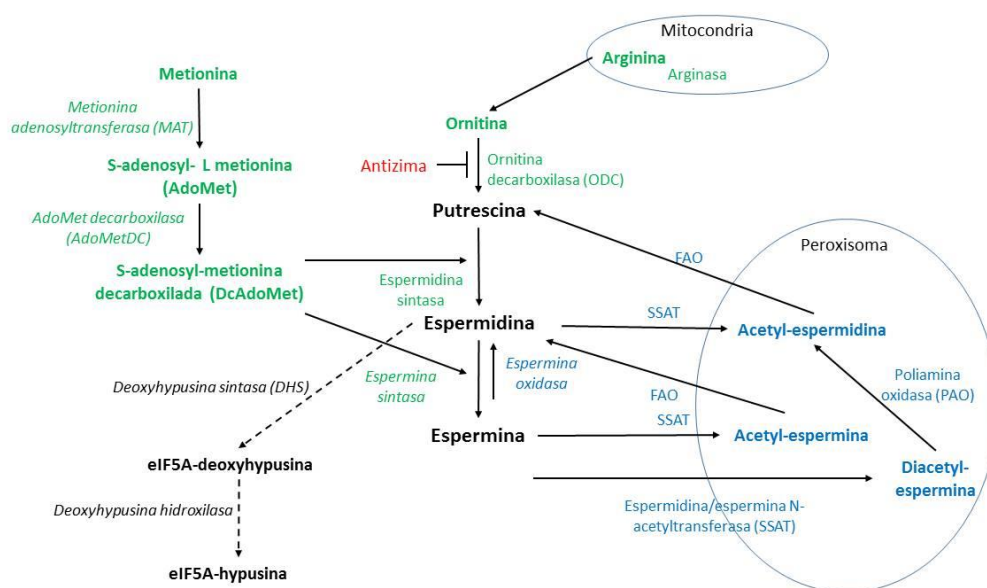 Mitocondria
Arginina
Arginasa
Metionina
Metionina
adenosyltransferasa (MAT)
Ornitina
Antizima
Ornitina
decarboxilasa (ODC)
S-adenosyl- L metionina
(AdoMet)
AdoMet decarboxilasa
(AdoMetDC)
Putrescina
Peroxisoma
FAO
S-adenosyl-metionina
decarboxilada (DcAdoMet)
Espermidina
sintasa
Espermidina
SSAT
Acetyl-espermidina
Deoxyhypusina sintasa (DHS)
Espermina
sintasa
Espermina
oxidasa
Poliamina
oxidasa (PAO)
FAO
SSAT
Espermina
Acetyl-espermina
eIF5A-deoxyhypusina
Diacetyl-
espermina
Deoxyhypusina hidroxilasa
Espermidina/espermina N-
acetyltransferasa (SSAT)
eIF5A-hypusina